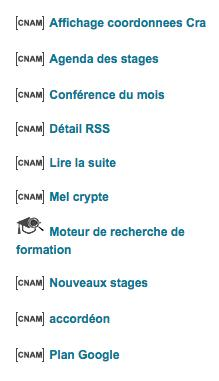 [CNAM] Affichage coordonnees Cra
[CNAM] Agenda des stages
[CNAM] Conférence du mois
[CNAM] Détail RSS
[CNAM] Lire la suite
[CNAM] Mel crypte
Moteur de recherche de
formation
[CNAM] Nouveaux stages
[CNAM] accordéon
[CNAM] Plan Google